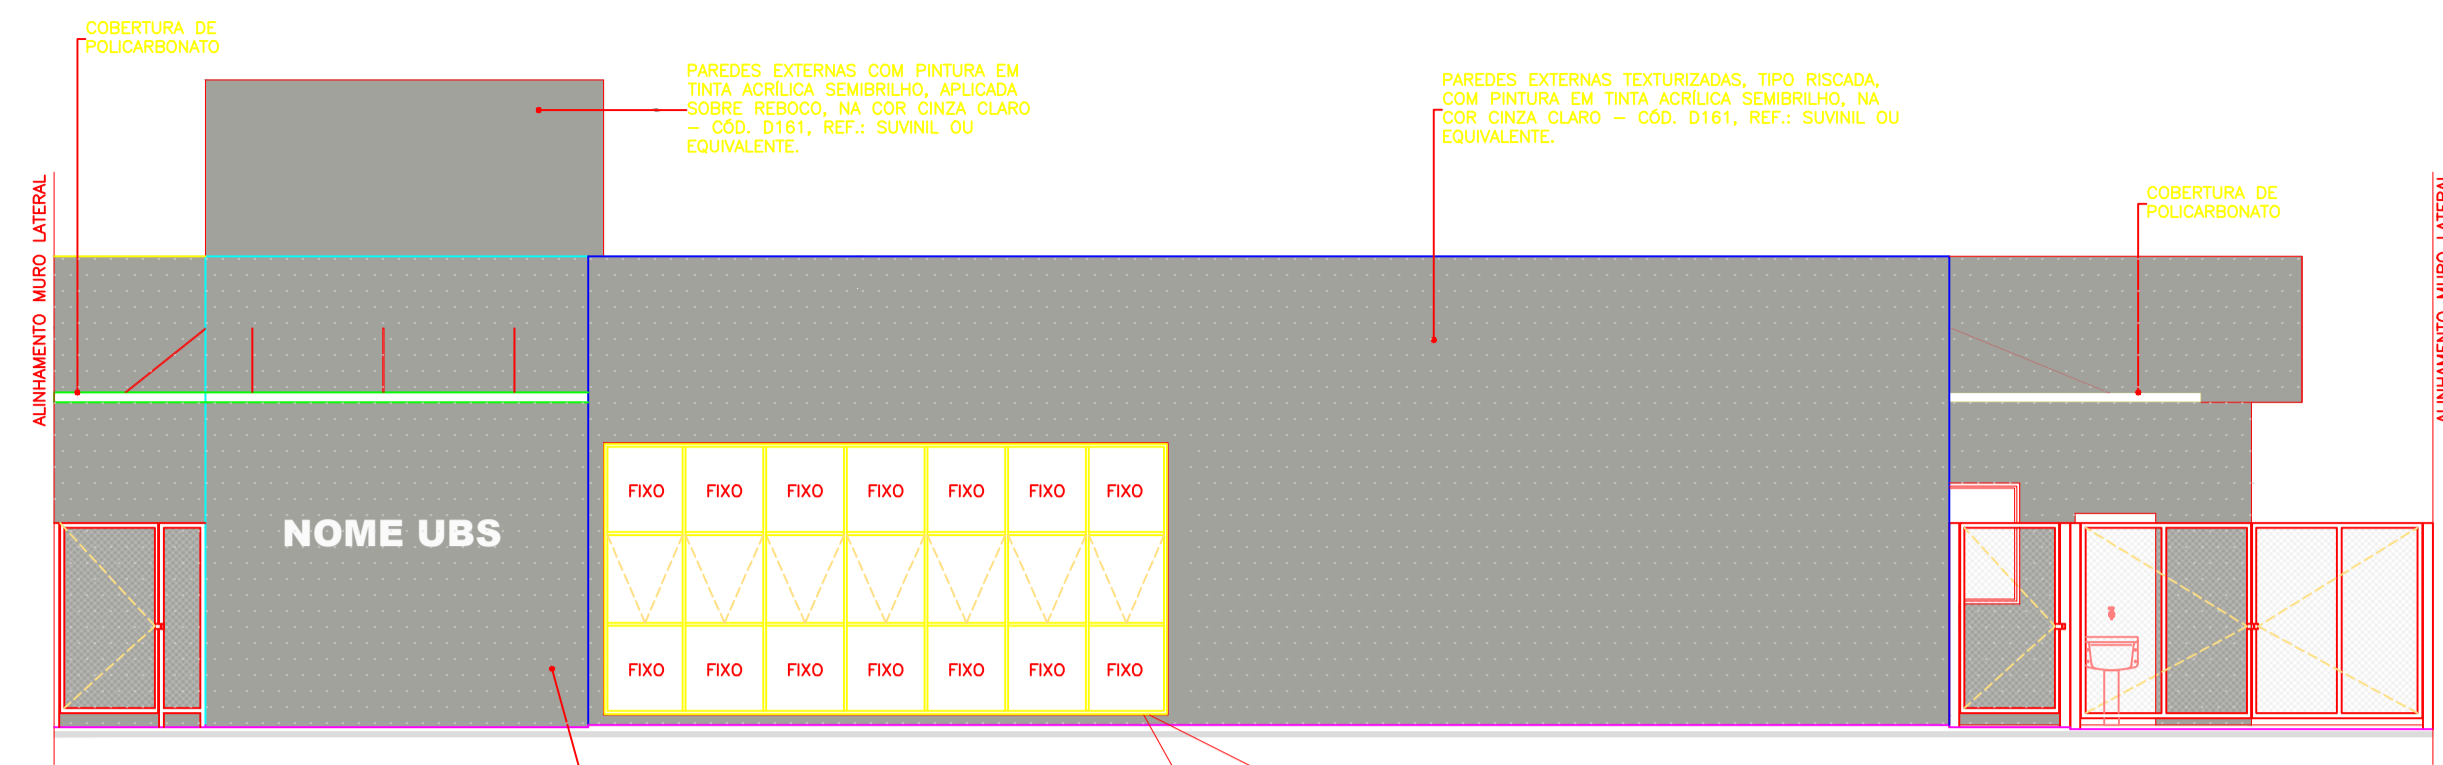 COBERTURA DE
POLICARBONATO
PAREDES EXTERNAS COM PINTURA EM
TINTA ACRÍLICA SEMIBRILHO, APLICADA
SOBRE REBOCO, NA COR CINZA CLARO
– CÓD. D161, REF.: SUVINIL OU
EQUIVALENTE.
PAREDES EXTERNAS TEXTURIZADAS, TIPO RISCADA,
COM PINTURA EM TINTA ACRÍLICA SEMIBRILHO, NA
COR CINZA CLARO – CÓD. D161, REF.: SUVINIL OU
EQUIVALENTE.
COBERTURA DE
POLICARBONATO
ALINHAMENTO MURO LATERAL
ALINHAMENTO MURO LATERAL
NOME UBS
FIXO FIXO FIXO FIXO FIXO FIXO FIXO
FIXO FIXO FIXO FIXO FIXO FIXO FIXO